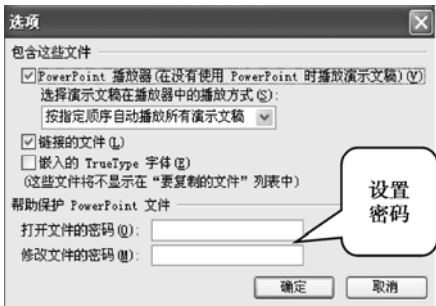 选项
包含这些文件
PowerPoint 播放器(在没有使用 PowerPoint 时播放演示文稿)(V)
选择演示文稿在播放器中的播放方式(S):
按指定顺序自动播放所有演示文稿
链接的文件(L)
嵌入的 TrueType 字体(E)
(这些文件将不显示在“要复制的文件”列表中)
帮助保护 PowerPoint 文件
打开文件的密码(O):
修改文件的密码(M):
设置
密码
确定
取消